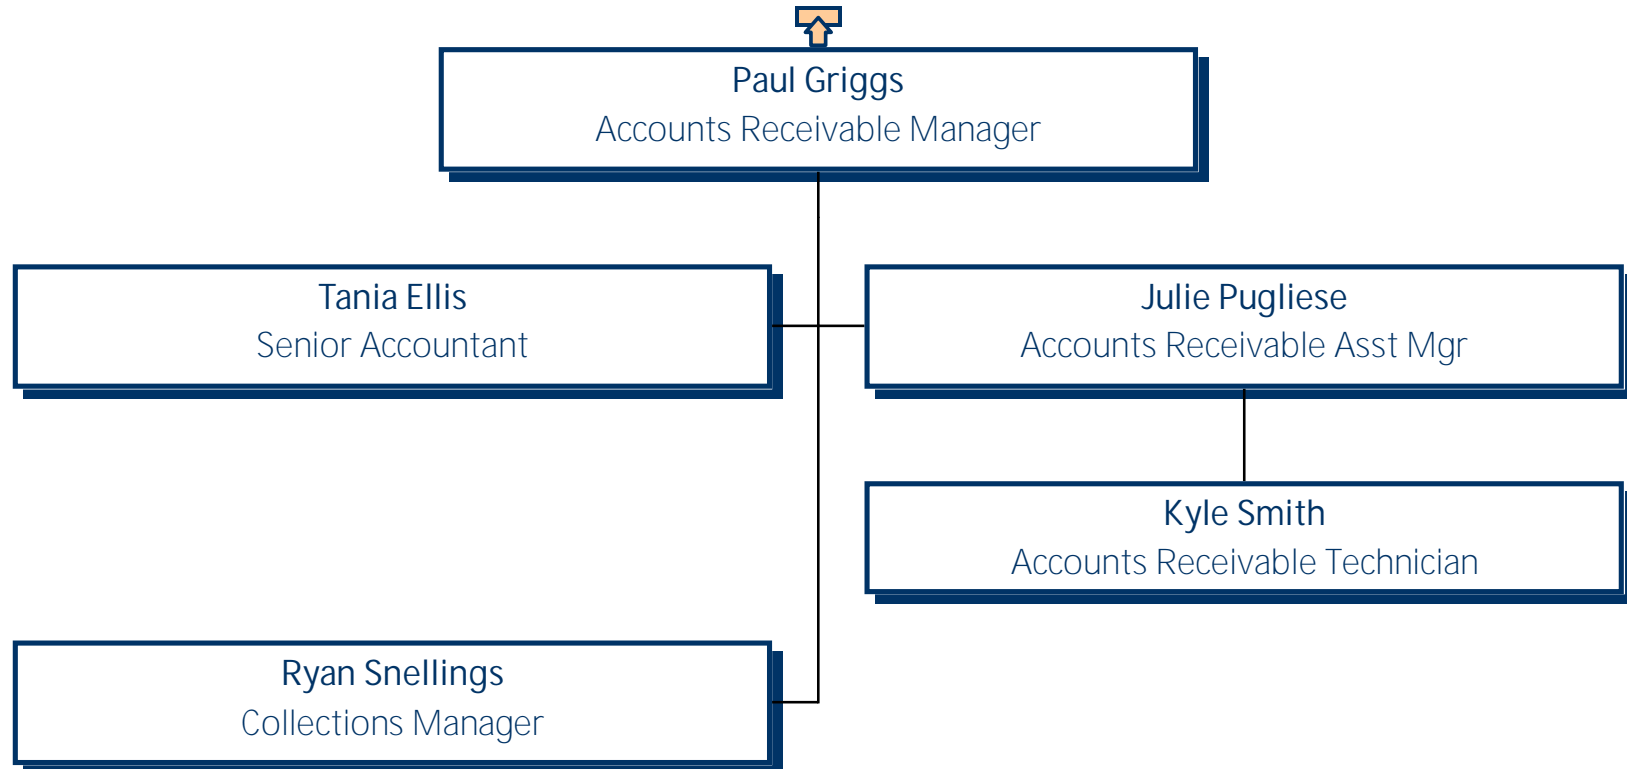 Paul Griggs
Accounts Receivable Manager
Tania Ellis
Senior Accountant
Julie Pugliese
Accounts Receivable Asst Mgr
Kyle Smith
Accounts Receivable Technician
Ryan Snellings
Collections Manager